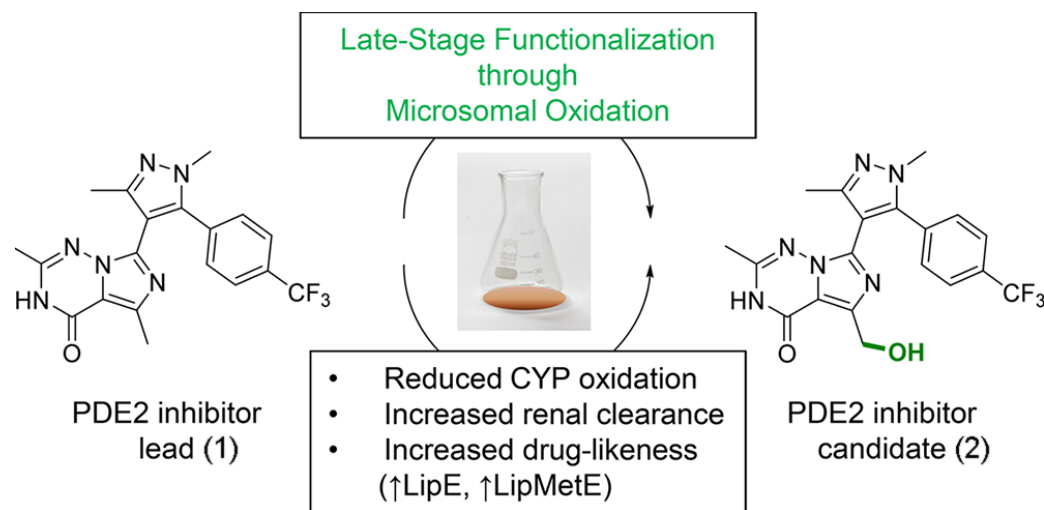 Late-Stage Functionalization
through
Microsomal Oxidation
N
N
N
N
N
HN
N
O
CF3
PDE2 inhibitor
lead (1)
• Reduced CYP oxidation
• Increased renal clearance
• Increased drug-likeness
(↑LipE, ↑LipMetE)
N
N
N
N
N
HN
O
OH
CF3
PDE2 inhibitor
candidate (2)